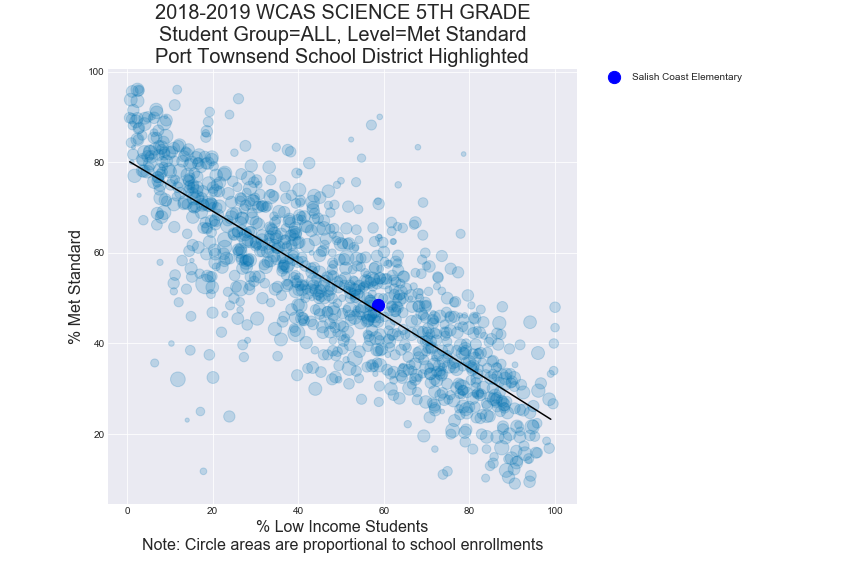 2018-2019 WCAS SCIENCE 5TH GRADE
Student Group=ALL, Level=Met Standard
Port Townsend School District Highlighted
Salish Coast Elementary
% Met Standard
100
80
60
40
20
0 20 40 60 80 100
% Low Income Students
Note: Circle areas are proportional to school enrollments